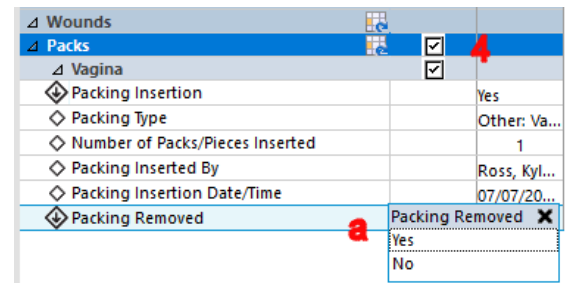 Wounds
Packs 4
Vagina
Packing Insertion Yes
Packing Type Other: Va...
Number of Packs/Pieces Inserted 1
Packing Inserted By Ross, Kyl...
Packing Insertion Date/Time 07/07/20...
Packing Removed a Packing Removed
Yes
No